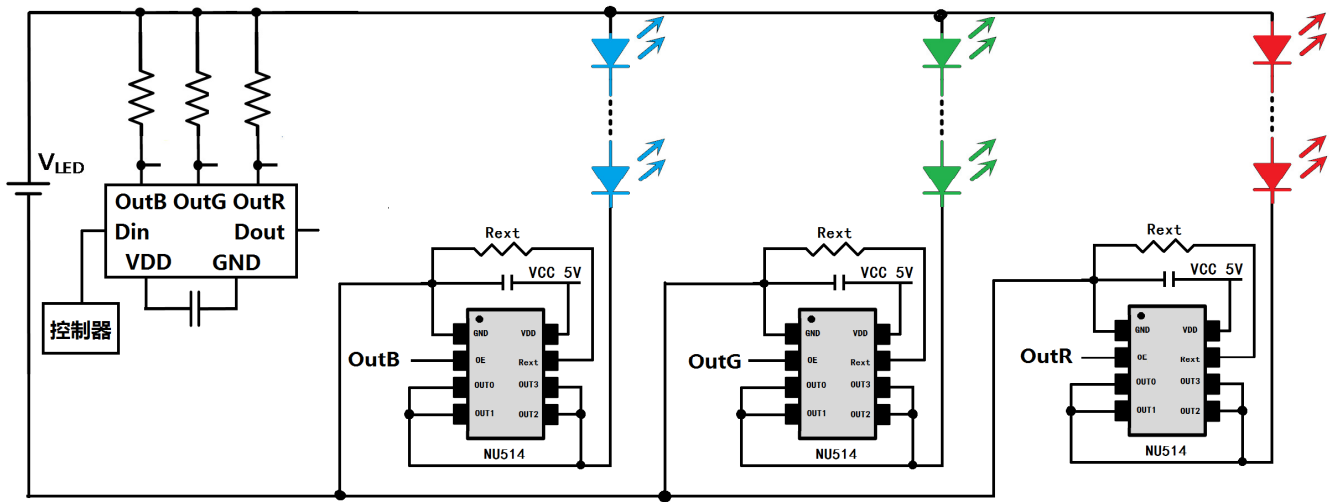 VLED
OutB OutG OutR
Din Dout
VDD GND
控制器
Rext
VCC 5V
GND VDD
OutB OE Rext
OUT0 OUT3
OUT1 OUT2
NU514
Rext
VCC 5V
GND VDD
OutG OE Rext
OUT0 OUT3
OUT1 OUT2
NU514
Rext
VCC 5V
GND VDD
OutR OE Rext
OUT0 OUT3
OUT1 OUT2
NU514